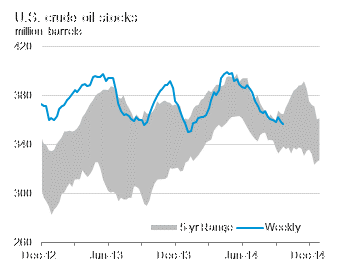 U.S. crude oil stocks
million barrels
420
380
340
300
260
5-yr Range Weekly
Dec-12 Jun-13 Dec-13 Jun-14 Dec-14